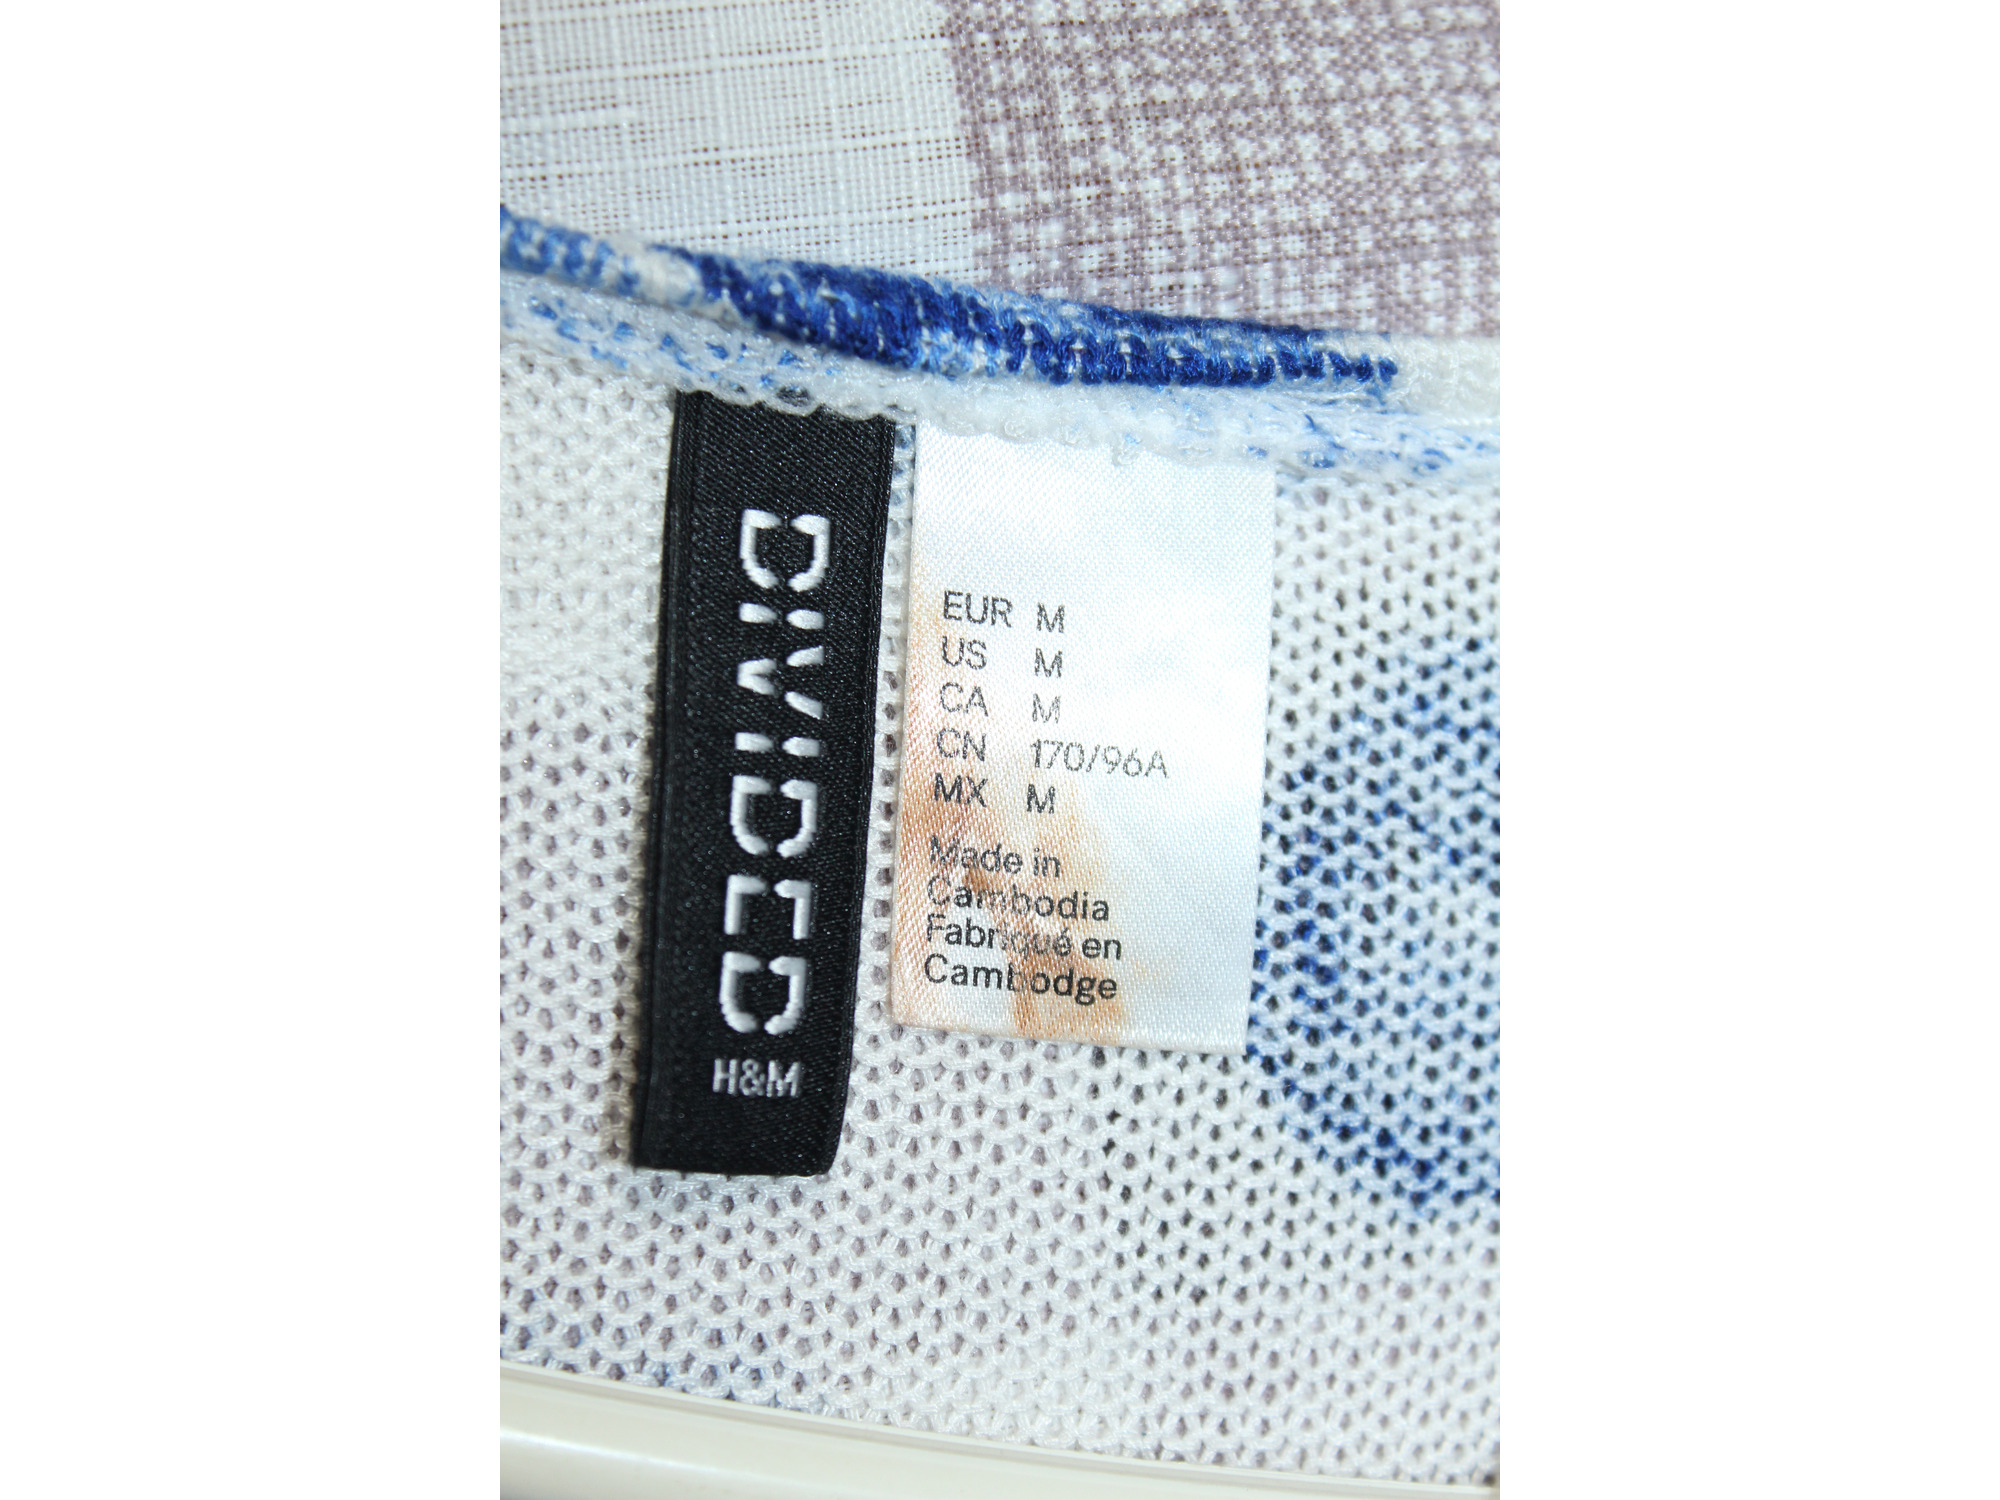 DIVIDED
H&M
EUR M
US M
CA M
CN 170/96A
MX M
Made in
Cambodia
Fabriqué en
Cambodge